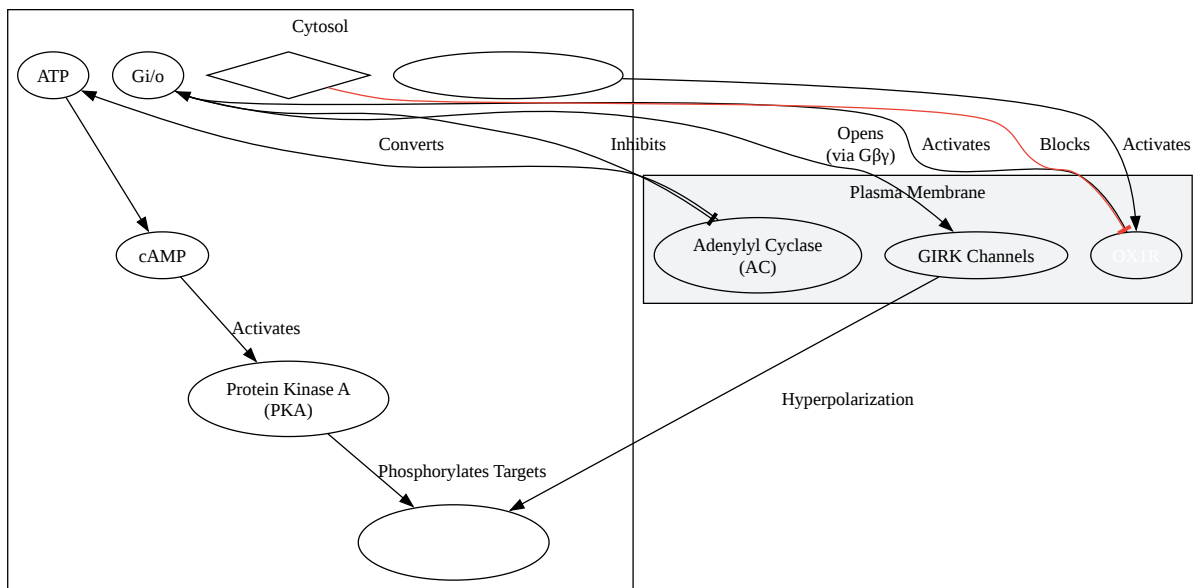 Cytosol
ATP
Gi/o
Converts
Inhibits
Opens
(via Gβγ)
Activates
Blocks
Activates
Plasma Membrane
Adenylyl Cyclase
(AC)
GIRK Channels
OX1R
cAMP
Activates
Protein Kinase A
(PKA)
Hyperpolarization
Phosphorylates Targets